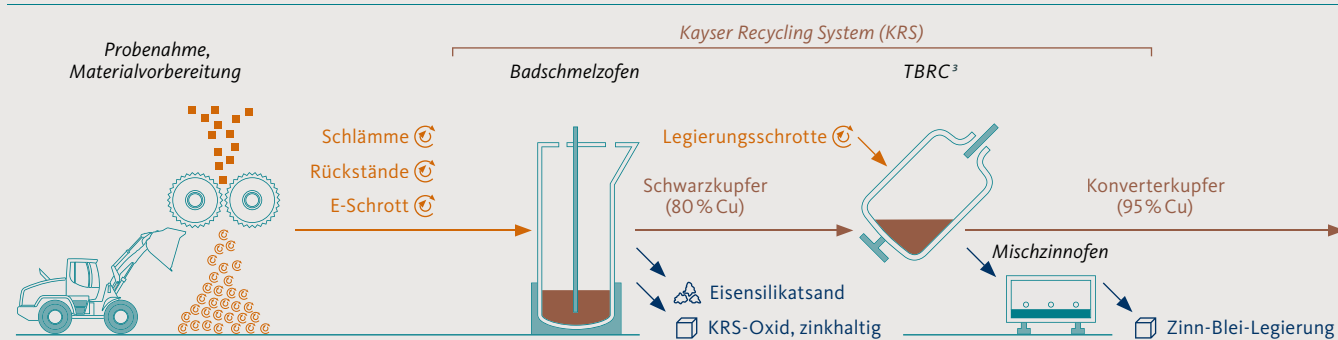 Kayser Recycling System (KRS)
Probenahme,
Materialvorbereitung
Badschmelzofen
TBRC³
Schlämme
Rückstände
E-Schrott
Legierungsschrotte
Schwarzkupfer
(80 % Cu)
Konverterkupfer
(95 % Cu)
Mischzinnofen
Eisensilikatsand
KRS-Oxid, zinkhaltig
Zinn-Blei-Legierung